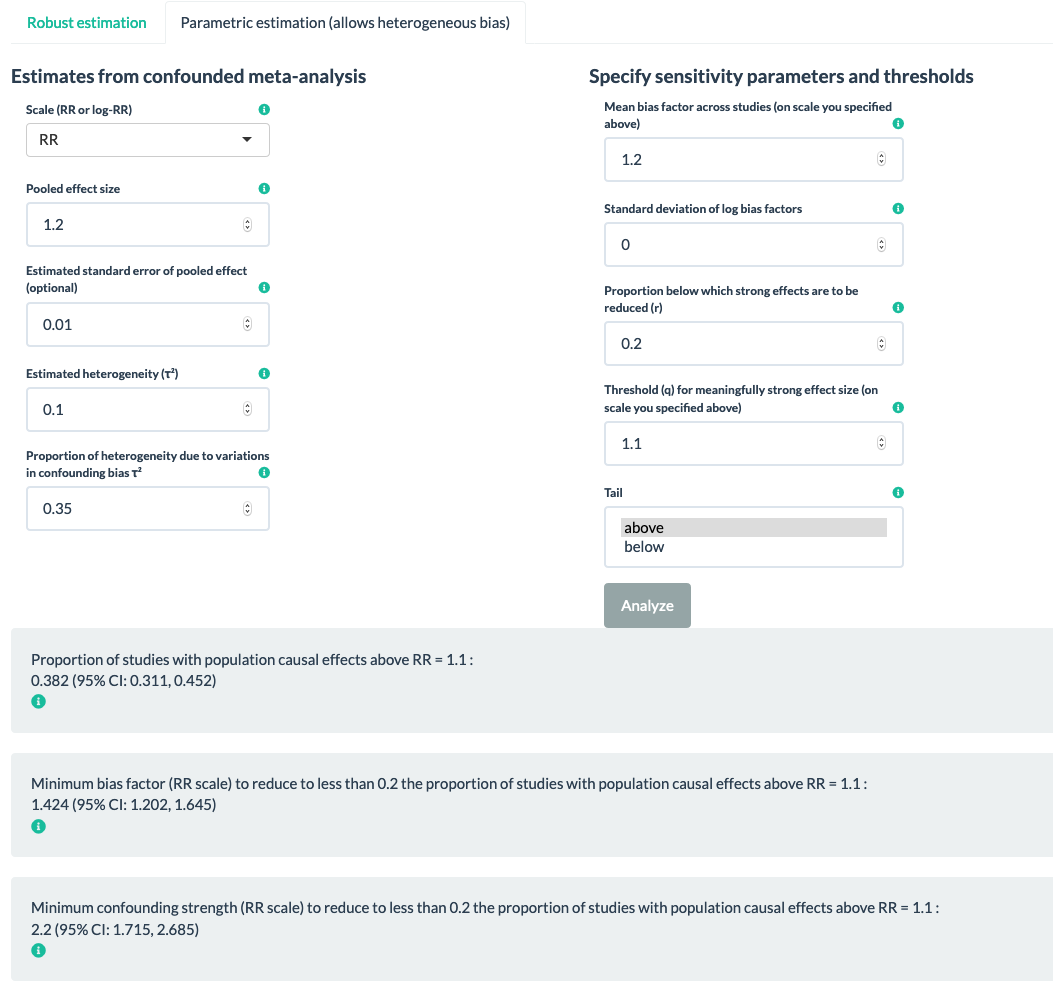 Robust estimation
Parametric estimation (allows heterogeneous bias)
Estimates from confounded meta-analysis
Scale (RR or log-RR)
RR
Pooled effect size
1.2
Estimated standard error of pooled effect
(optional)
0.01
Estimated heterogeneity (τ²)
0.1
Proportion of heterogeneity due to variations
in confounding bias τ²
0.35
Specify sensitivity parameters and thresholds
Mean bias factor across studies (on scale you specified
above)
1.2
Standard deviation of log bias factors
0
Proportion below which strong effects are to be
reduced (r)
0.2
Threshold (q) for meaningfully strong effect size (on
scale you specified above)
1.1
Tail
above
below
Analyze
Proportion of studies with population causal effects above RR = 1.1 :
0.382 (95% CI: 0.311, 0.452)
Minimum bias factor (RR scale) to reduce to less than 0.2 the proportion of studies with population causal effects above RR = 1.1 :
1.424 (95% CI: 1.202, 1.645)
Minimum confounding strength (RR scale) to reduce to less than 0.2 the proportion of studies with population causal effects above RR = 1.1 :
2.2 (95% CI: 1.715, 2.685)